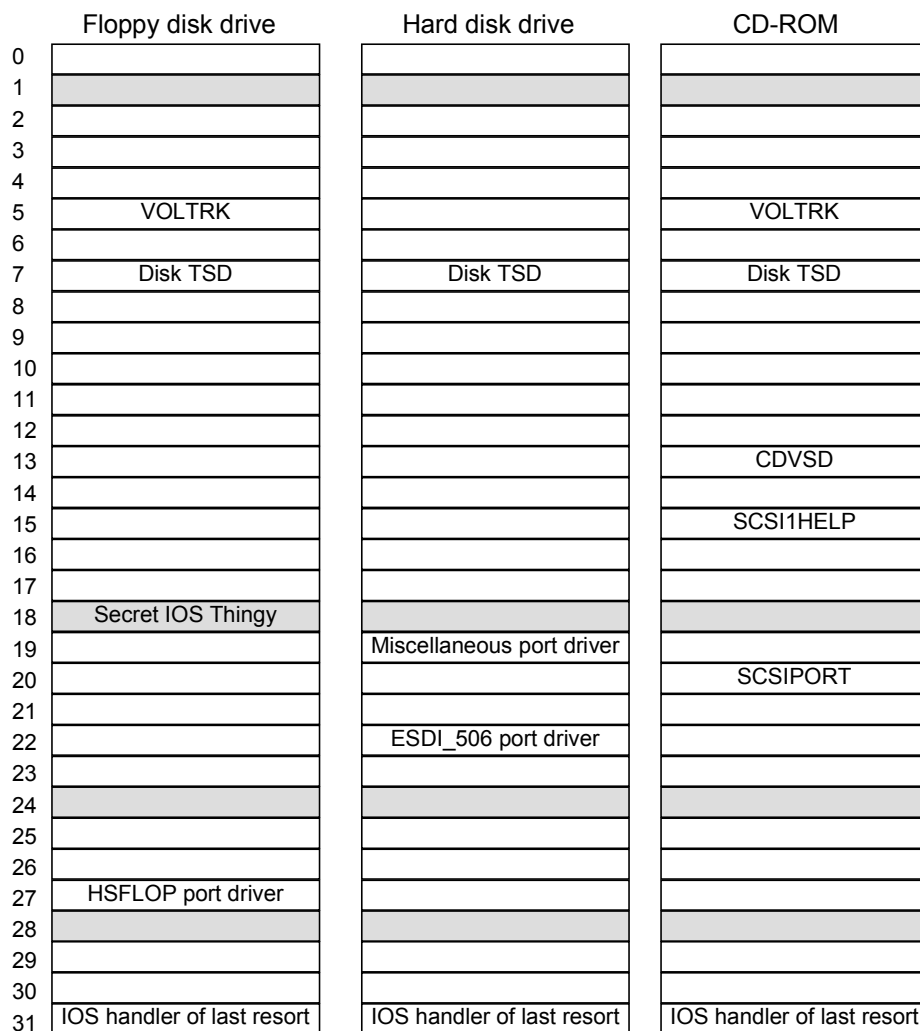 Floppy disk drive Hard disk drive CD-ROM
0
1
2
3
4
5 VOLTRK VOLTRK
6
7 Disk TSD Disk TSD Disk TSD
8
9
10
11
12
13 CDVSD
14
15 SCSI1HELP
16
17
18 Secret IOS Thingy
19 Miscellaneous port driver
20 SCSIPORT
21
22 ESDI_506 port driver
23
24
25
26
27 HSFLOP port driver
28
29
30
31 IOS handler of last resort IOS handler of last resort IOS handler of last resort